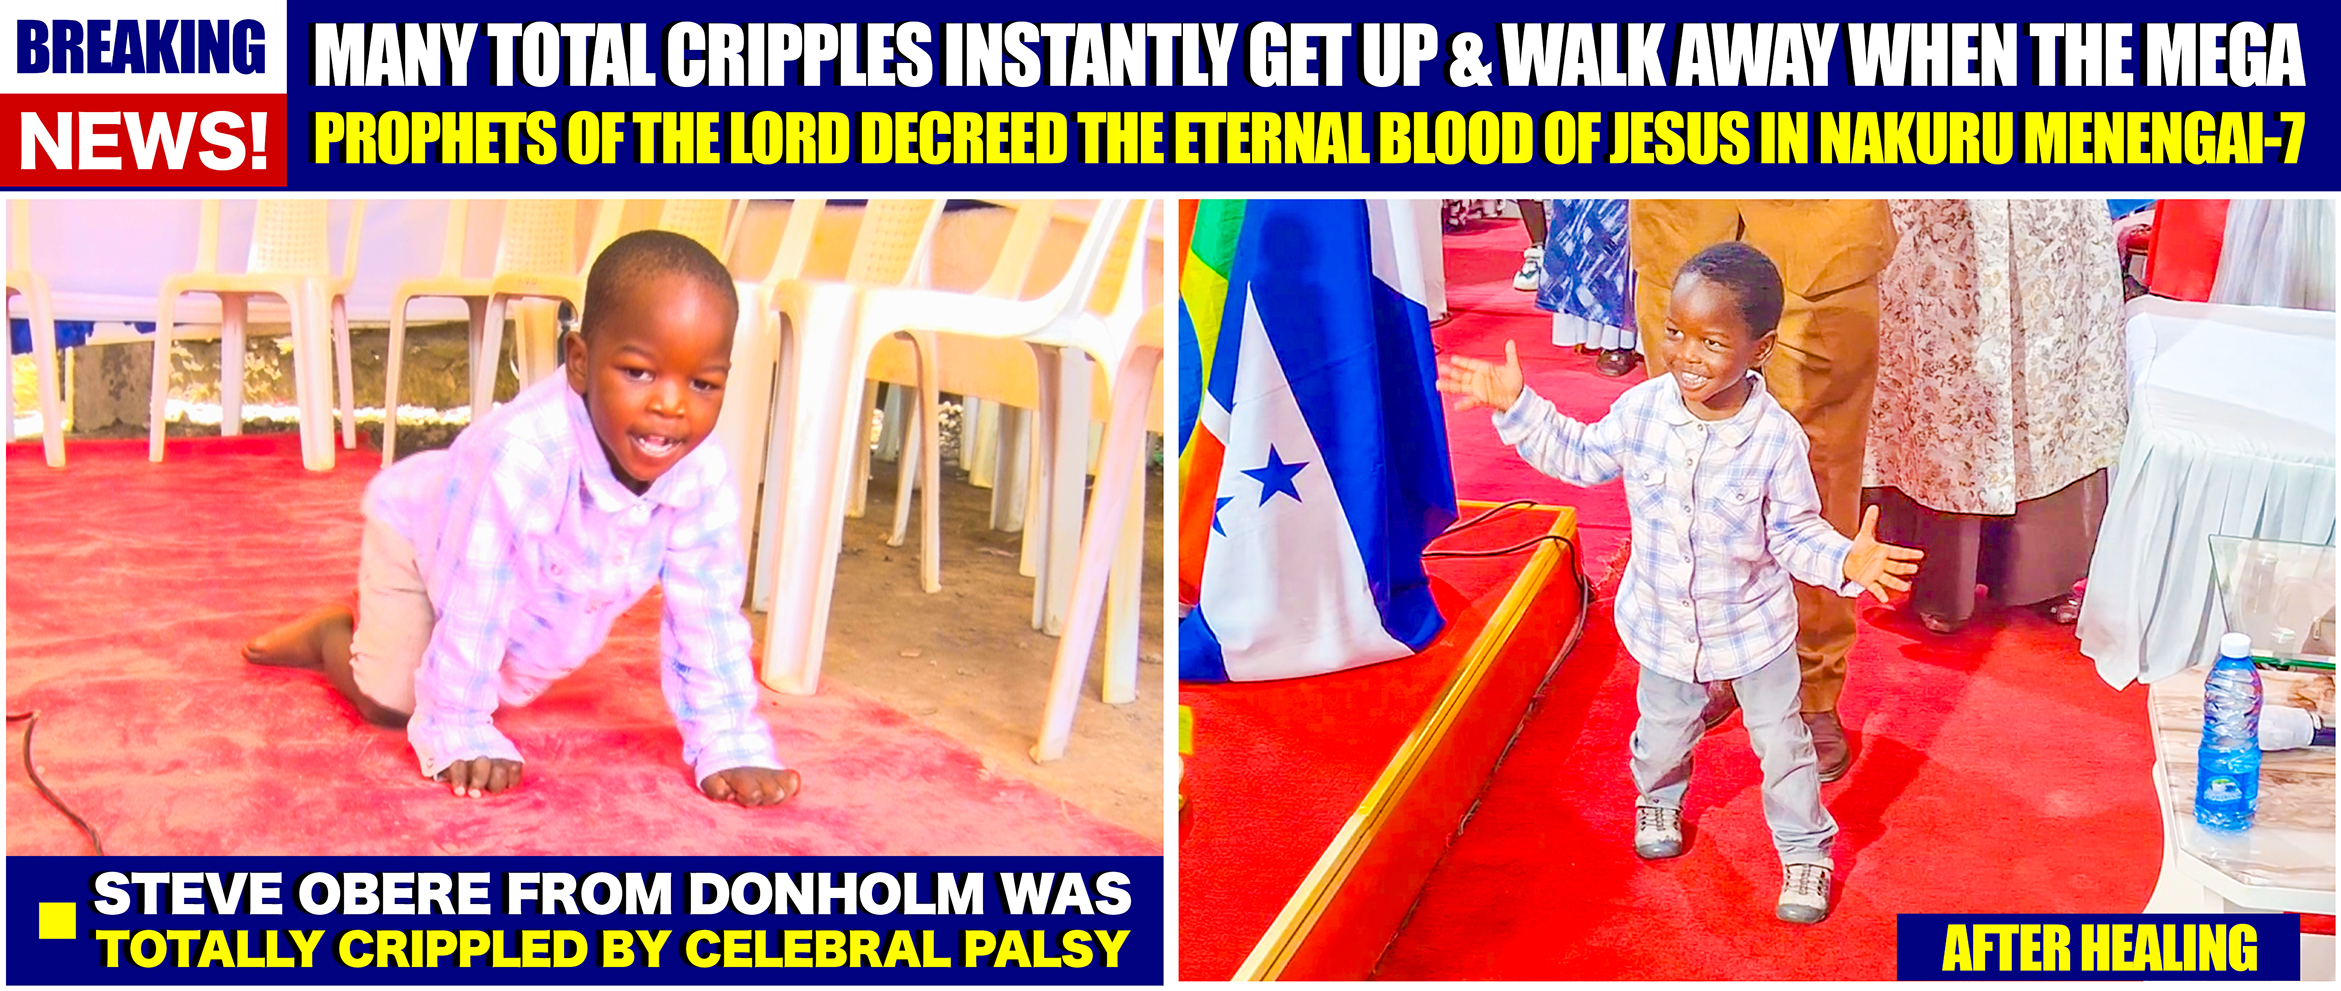 BREAKING
NEWS!
MANY TOTAL CRIPPLES INSTANTLY GET UP & WALK AWAY WHEN THE MEGA
PROPHETS OF THE LORD DECREED THE ETERNAL BLOOD OF JESUS IN NAKURU MENENGAI-7
STEVE OBERE FROM DONHOLM WAS
TOTALLY CRIPPLED BY CELEBRAL PALSY
AFTER HEALING